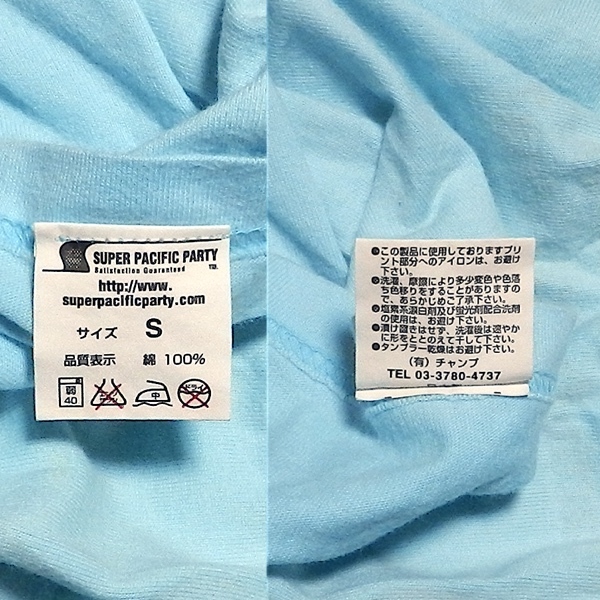 SUPER PACIFIC PARTY
Satisfaction Guaranteed
http://www.
superpacificparty.com
サイズ S
品質表示 綿 100%
弱
40
中
ドライ
●この製品に使用しておりますプリ
ント部分へのアイロンは、お避け
下さい。
●洗濯、摩擦により多少変色や色落
ち色移りをすることがありますの
で、あらかじめご了承下さい。
●塩素系漂白剤及び蛍光剤配合洗剤
の使用は、お避け下さい。
●漬け置きはせず、洗濯後は速やか
に形をととのえて干して下さい。
●タンブラー乾燥はお避け下さい。
(有) チャンプ
TEL 03-3780-4737